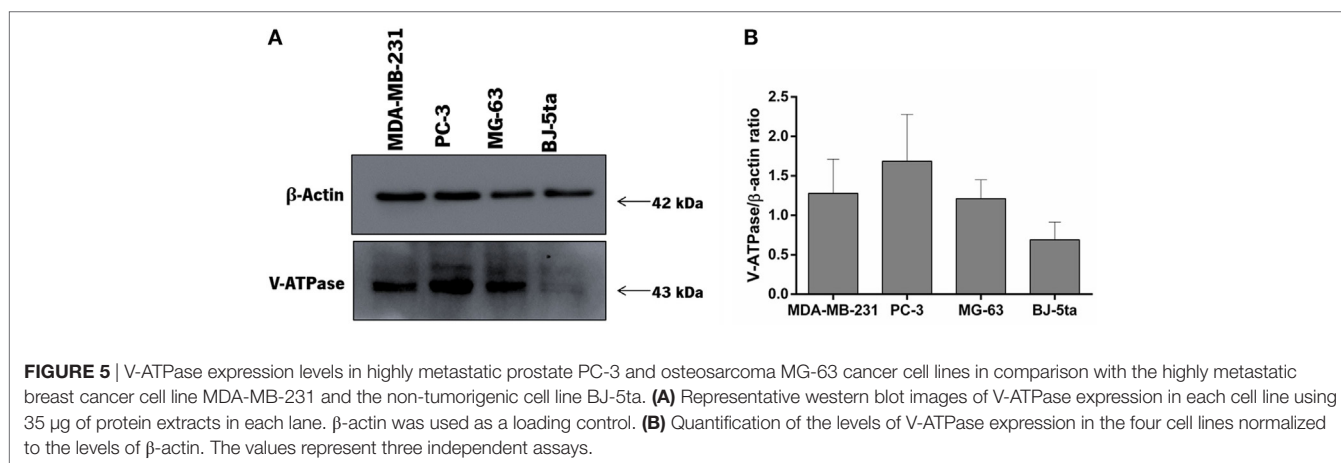 A
MDA-MB-231
PC-3
MG-63
BJ-5ta
β-Actin
42 kDa
V-ATPase
43 kDa
B
V-ATPase/β-actin ratio
2.5
2.0
1.5
1.0
0.5
0.0
MDA-MB-231 PC-3 MG-63 BJ-5ta
FIGURE 5 | V-ATPase expression levels in highly metastatic prostate PC-3 and osteosarcoma MG-63 cancer cell lines in comparison with the highly metastatic
breast cancer cell line MDA-MB-231 and the non-tumorigenic cell line BJ-5ta. (A) Representative western blot images of V-ATPase expression in each cell line using
35 µg of protein extracts in each lane. β-actin was used as a loading control. (B) Quantification of the levels of V-ATPase expression in the four cell lines normalized
to the levels of β-actin. The values represent three independent assays.